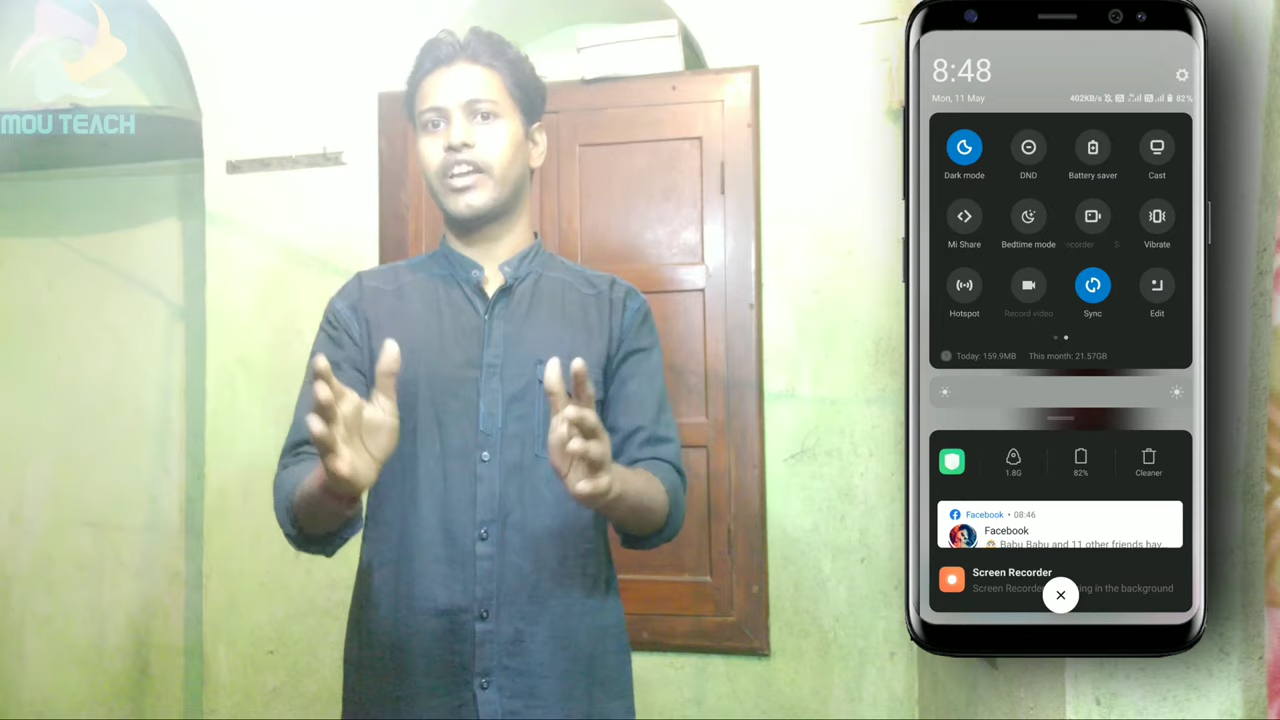 MOU TEACH
8:48
Mon, 11 May
402KB/s
82%
Dark mode
DND
Battery saver
Cast
Mi Share
Bedtime mode
ecorder
S
Vibrate
Hotspot
Record video
Sync
Edit
Today: 159.9MB This month: 21.57GB
1.8G
82%
Cleaner
Facebook • 08:46
Facebook
Babu Babu and 11 other friends hav
Screen Recorder
Screen Recorde ing in the background